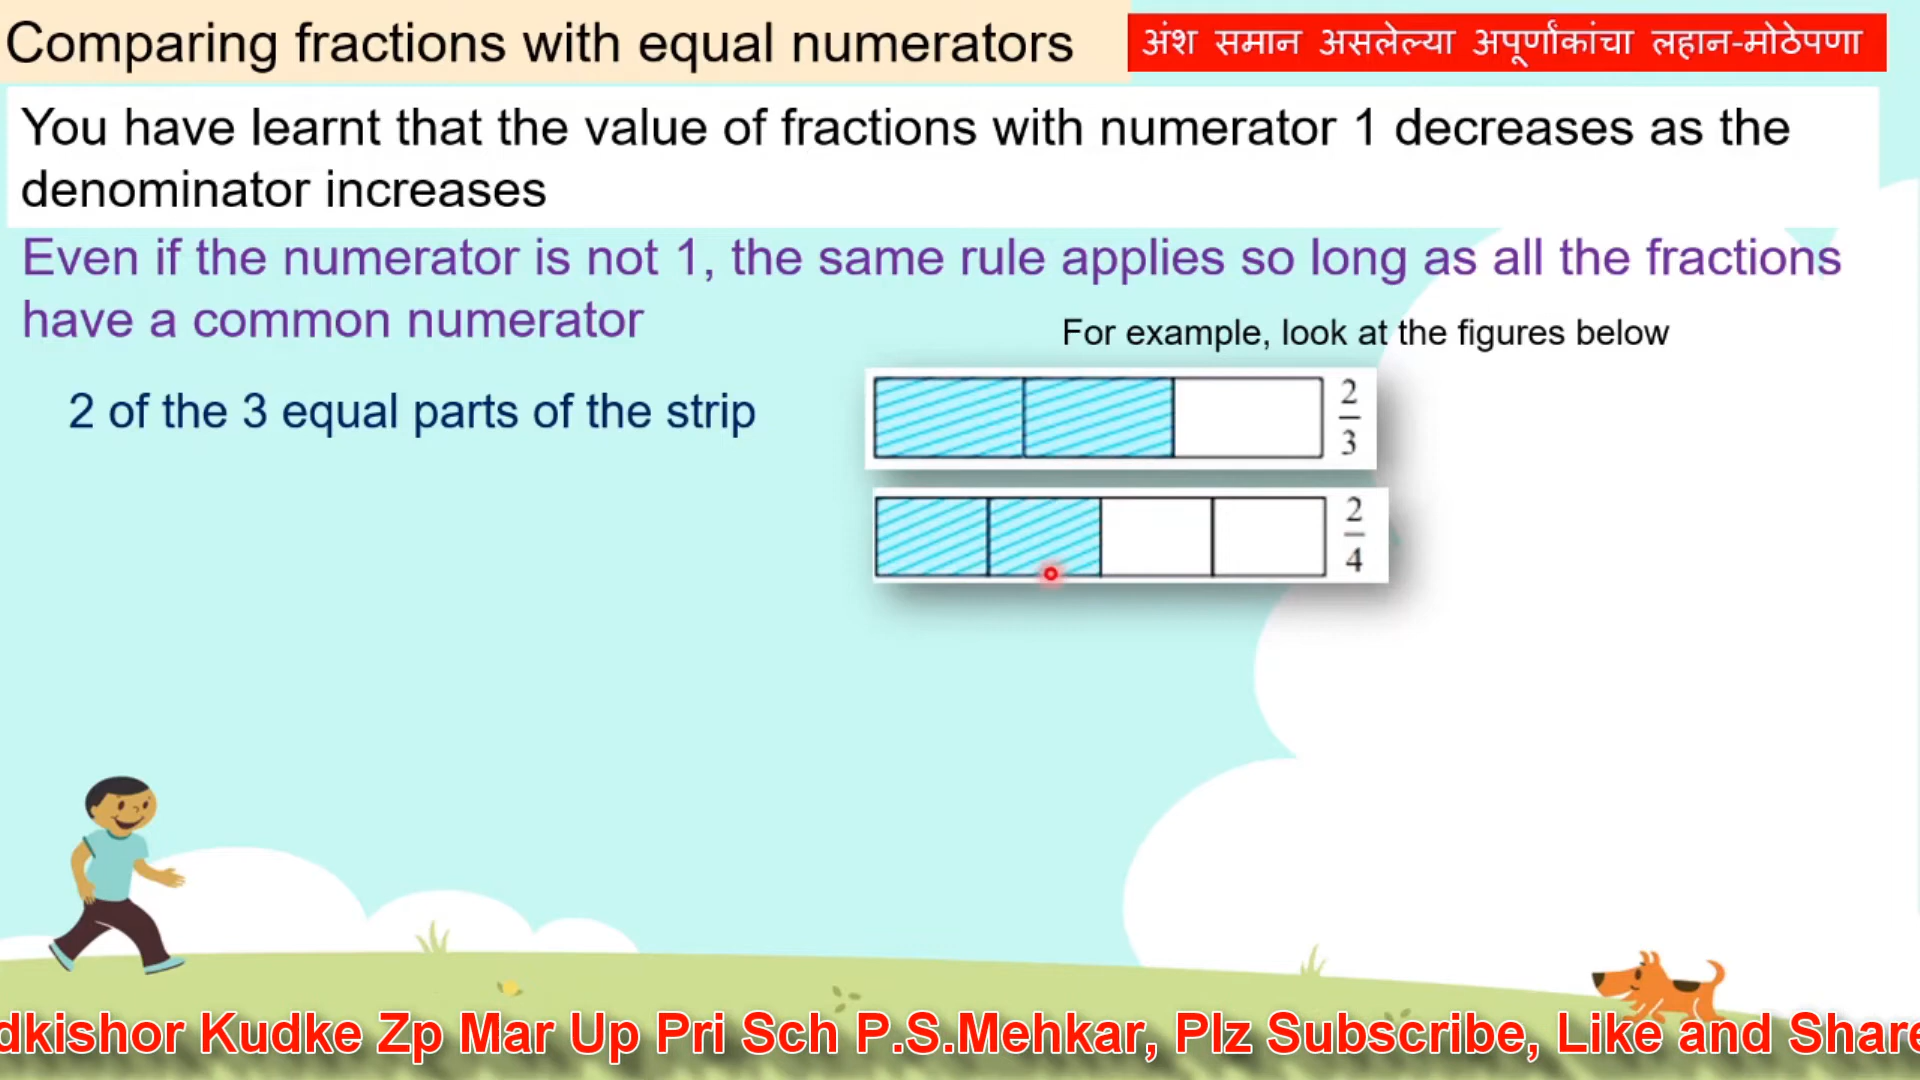 Comparing fractions with equal numerators
अंश समान असलेल्या अपूर्णांकांचा लहान-मोठेपणा
You have learnt that the value of fractions with numerator 1 decreases as the
denominator increases
Even if the numerator is not 1, the same rule applies so long as all the fractions
have a common numerator
For example, look at the figures below
2 of the 3 equal parts of the strip
2
3
2
4
dkishor Kudke Zp Mar Up Pri Sch P.S.Mehkar, Plz Subscribe, Like and Share